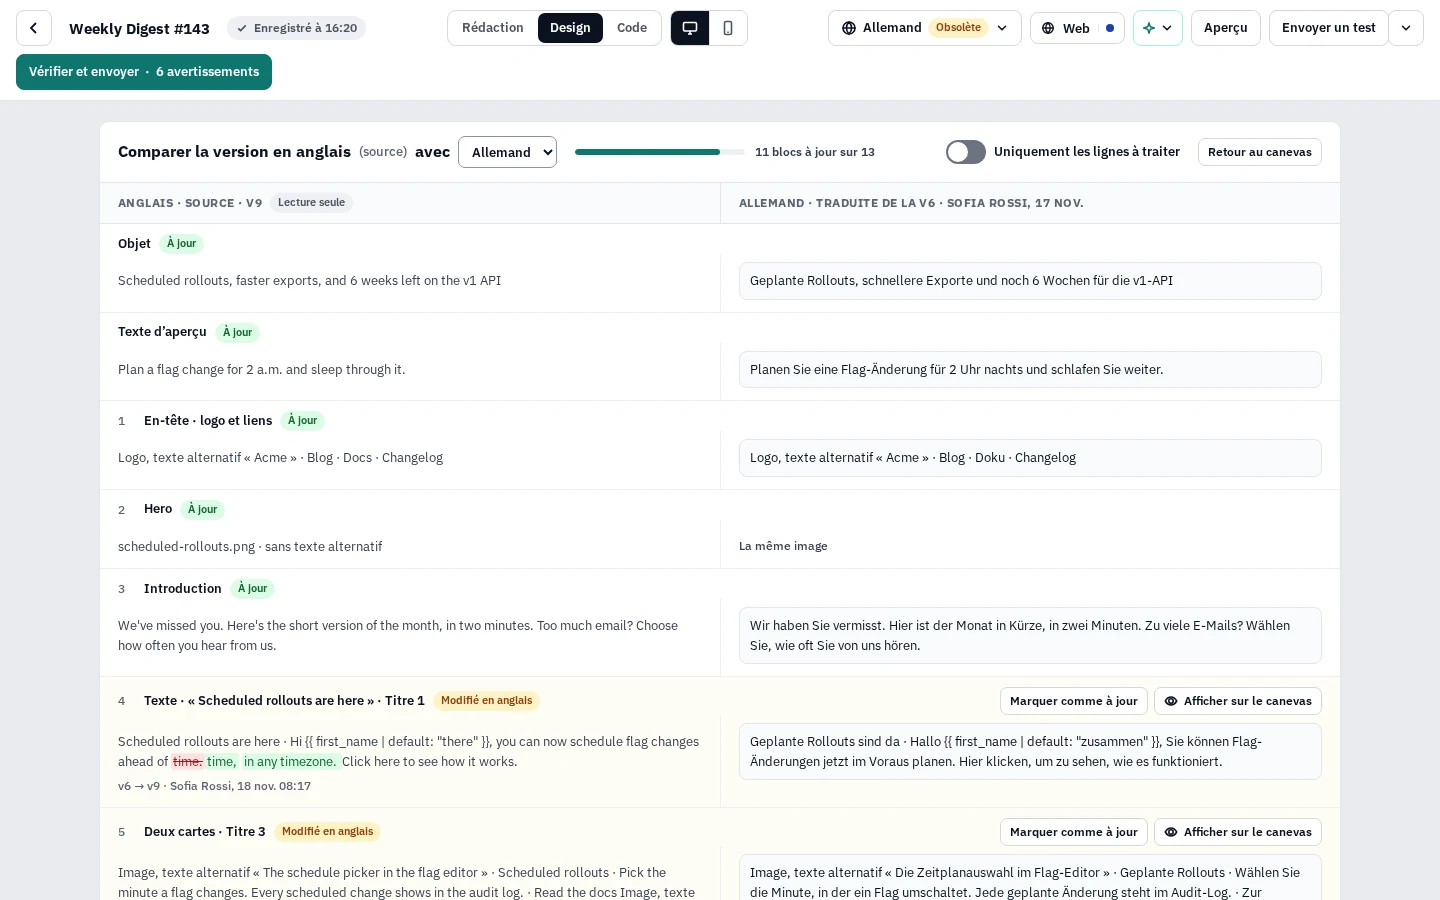 Weekly Digest #143
Enregistré à 16:20
Rédaction
Design
Code
Allemand
Obsolète
Web
Aperçu
Envoyer un test
Vérifier et envoyer · 6 avertissements
Comparer la version en anglais (source) avec
Allemand
11 blocs à jour sur 13
Uniquement les lignes à traiter
Retour au canevas
ANGLAIS · SOURCE · V9
Lecture seule
ALLEMAND · TRADUITE DE LA V6 · SOFIA ROSSI, 17 NOV.
Objet
À jour
Scheduled rollouts, faster exports, and 6 weeks left on the v1 API
Geplante Rollouts, schnellere Exporte und noch 6 Wochen für die v1-API
Texte d’aperçu
À jour
Plan a flag change for 2 a.m. and sleep through it.
Planen Sie eine Flag-Änderung für 2 Uhr nachts und schlafen Sie weiter.
1 En-tête · logo et liens
À jour
Logo, texte alternatif « Acme » · Blog · Docs · Changelog
Logo, texte alternatif « Acme » · Blog · Doku · Changelog
2 Hero
À jour
scheduled-rollouts.png · sans texte alternatif
La même image
3 Introduction
À jour
We've missed you. Here's the short version of the month, in two minutes. Too much email? Choose
how often you hear from us.
Wir haben Sie vermisst. Hier ist der Monat in Kürze, in zwei Minuten. Zu viele E-Mails? Wählen
Sie, wie oft Sie von uns hören.
4 Texte · « Scheduled rollouts are here » · Titre 1
Modifié en anglais
Marquer comme à jour
Afficher sur le canevas
Scheduled rollouts are here · Hi {{ first_name | default: "there" }}, you can now schedule flag changes
ahead of time. time, in any timezone. Click here to see how it works.
v6 → v9 · Sofia Rossi, 18 nov. 08:17
Geplante Rollouts sind da · Hallo {{ first_name | default: "zusammen" }}, Sie können Flag-
Änderungen jetzt im Voraus planen. Hier klicken, um zu sehen, wie es funktioniert.
5 Deux cartes · Titre 3
Modifié en anglais
Marquer comme à jour
Afficher sur le canevas
Image, texte alternatif « The schedule picker in the flag editor » · Scheduled rollouts · Pick the
minute a flag changes. Every scheduled change shows in the audit log. · Read the docs Image, texte
Image, texte alternatif « Die Zeitplanauswahl im Flag-Editor » · Geplante Rollouts · Wählen Sie
die Minute, in der ein Flag umschaltet. Jede geplante Änderung steht im Audit-Log. · Zur